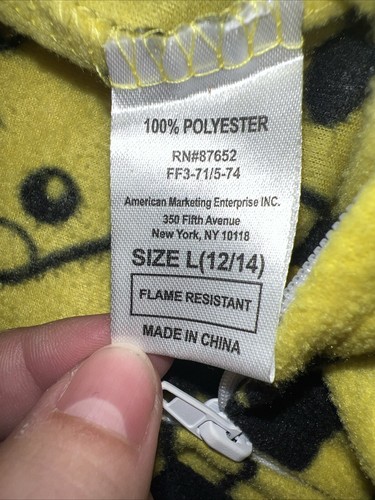 100% POLYESTER
RN#87652
FF3-71/5-74
American Marketing Enterprise INC.
350 Fifth Avenue
New York, NY 10118
SIZE L(12/14)
FLAME RESISTANT
MADE IN CHINA